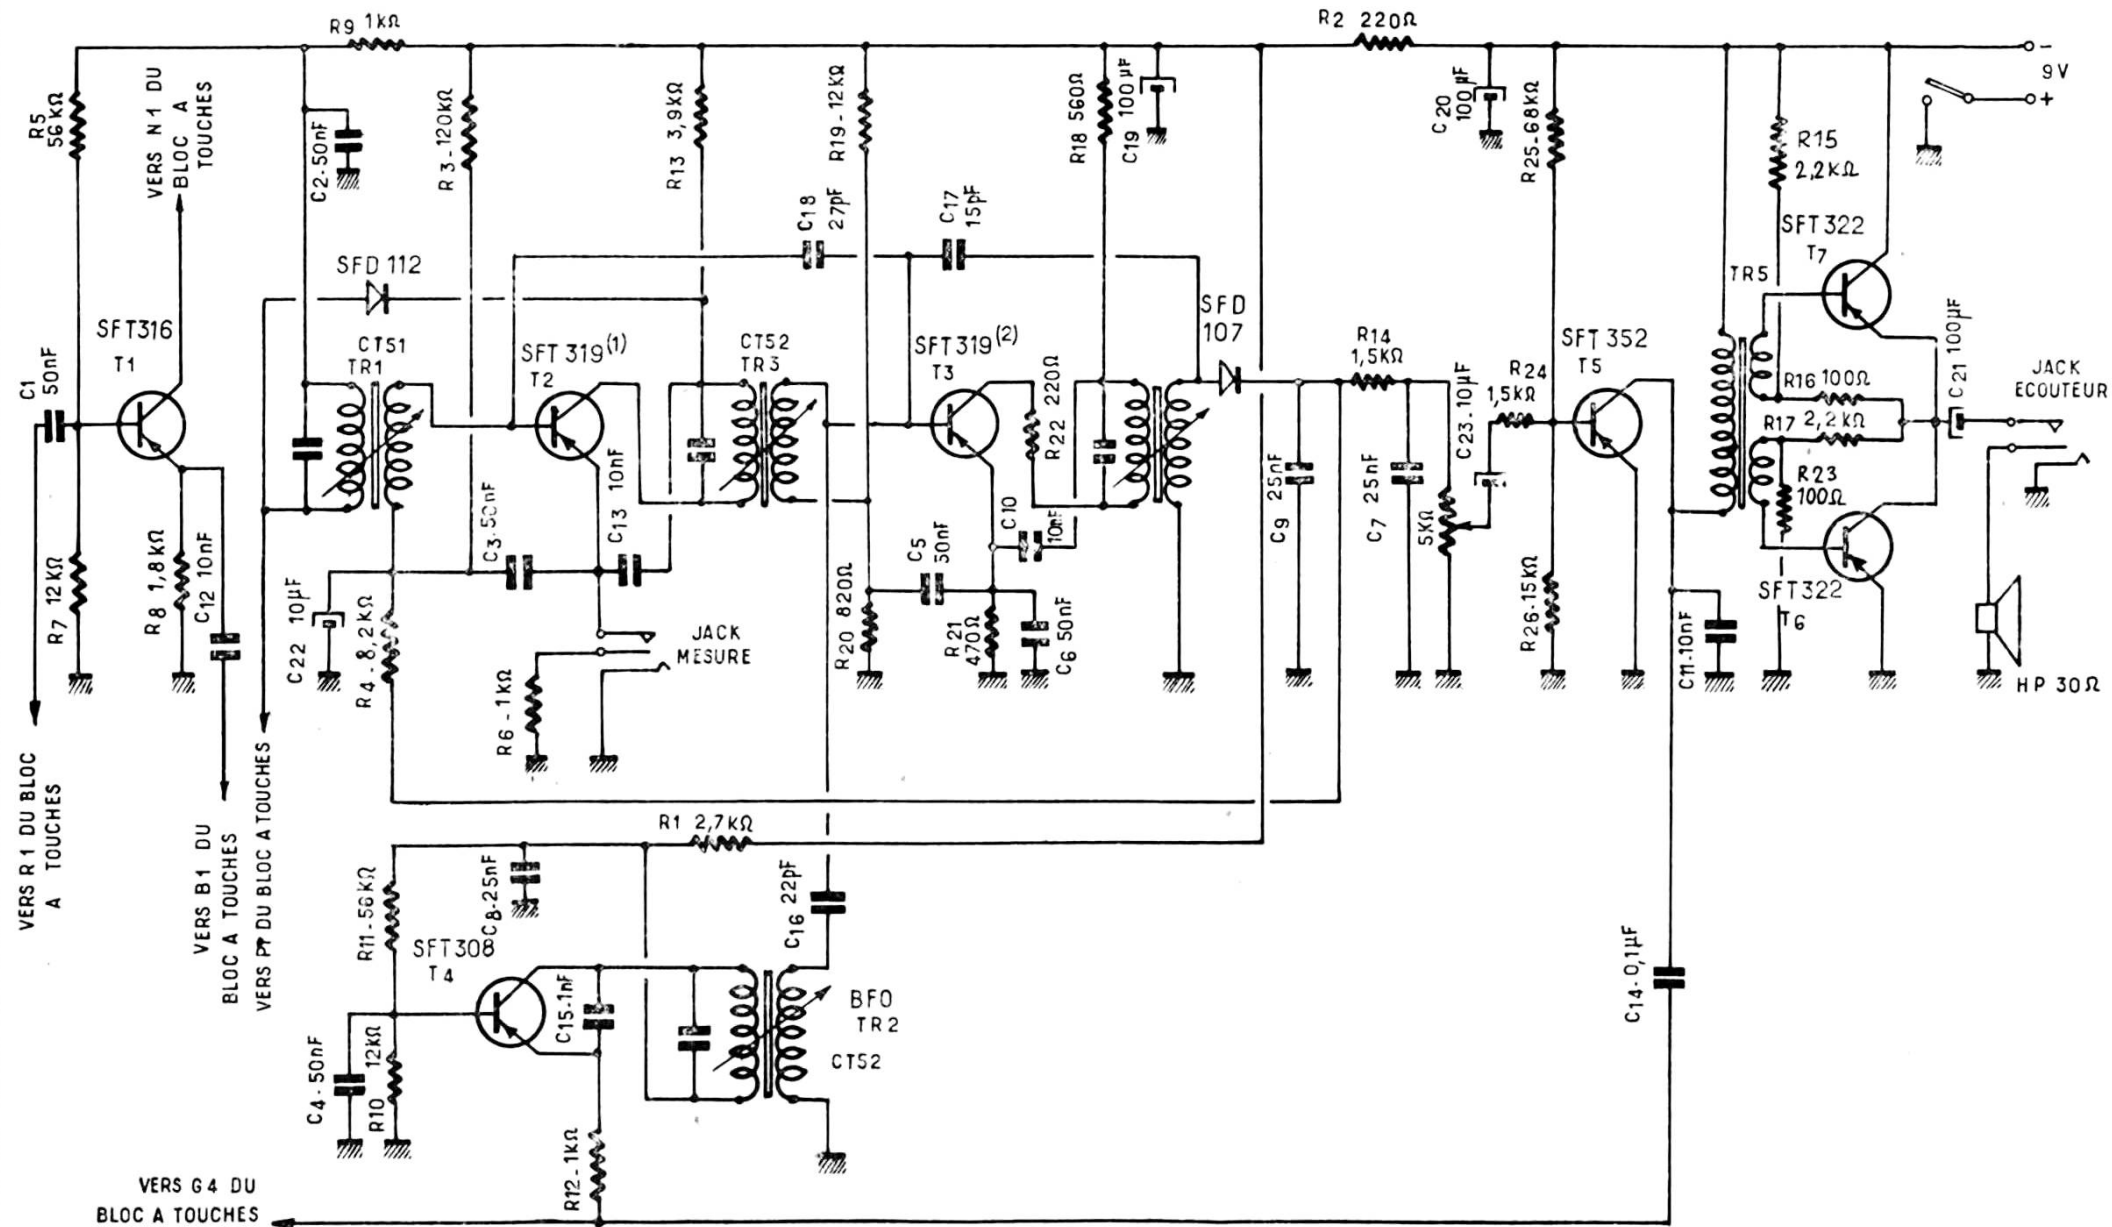 R9 1kΩ
R2 220Ω
-
9V
+
R5
56kΩ
VERS N1 DU
BLOC A
TOUCHES
C2-50nF
R3-120kΩ
R13 3,9kΩ
R19-12kΩ
R18 560Ω
C19 100µF
C20
100µF
R25-68kΩ
R15
2,2kΩ
C18
27pF
C17
15pF
SFT322
T7
SFD 112
SFD
107
TR5
SFT316
T1
CT51
TR1
SFT319(1)
T2
CT52
TR3
SFT319(2)
T3
R14
1,5kΩ
SFT 352
T5
C1
50nF
R22 220Ω
R24
1,5kΩ
C23.10µF
R16 100Ω
R17 2,2kΩ
R23
100Ω
C21 100µF
JACK
ECOUTEUR
C3-50nF
C13 10nF
C10
10nF
C5
50nF
C9 25nF
C7 25nF
5KΩ
R7 12kΩ
R8 1,8kΩ
C12 10nF
C22 10µF
R4-8,2kΩ
R20 820Ω
R21
470Ω
C6 50nF
R26-15kΩ
C11-10nF
SFT322
T6
HP 30Ω
JACK
MESURE
R6-1kΩ
VERS R1 DU BLOC
A TOUCHES
VERS B1 DU
BLOC A TOUCHES
VERS PT DU BLOC A TOUCHES
R1 2,7kΩ
R11-56kΩ
C8-25nF
C16 22pF
SFT308
T4
C15-1nF
BFO
TR2
CT52
C4-50nF
R10 12kΩ
R12-1kΩ
C14-0,1µF
VERS G4 DU
BLOC A TOUCHES